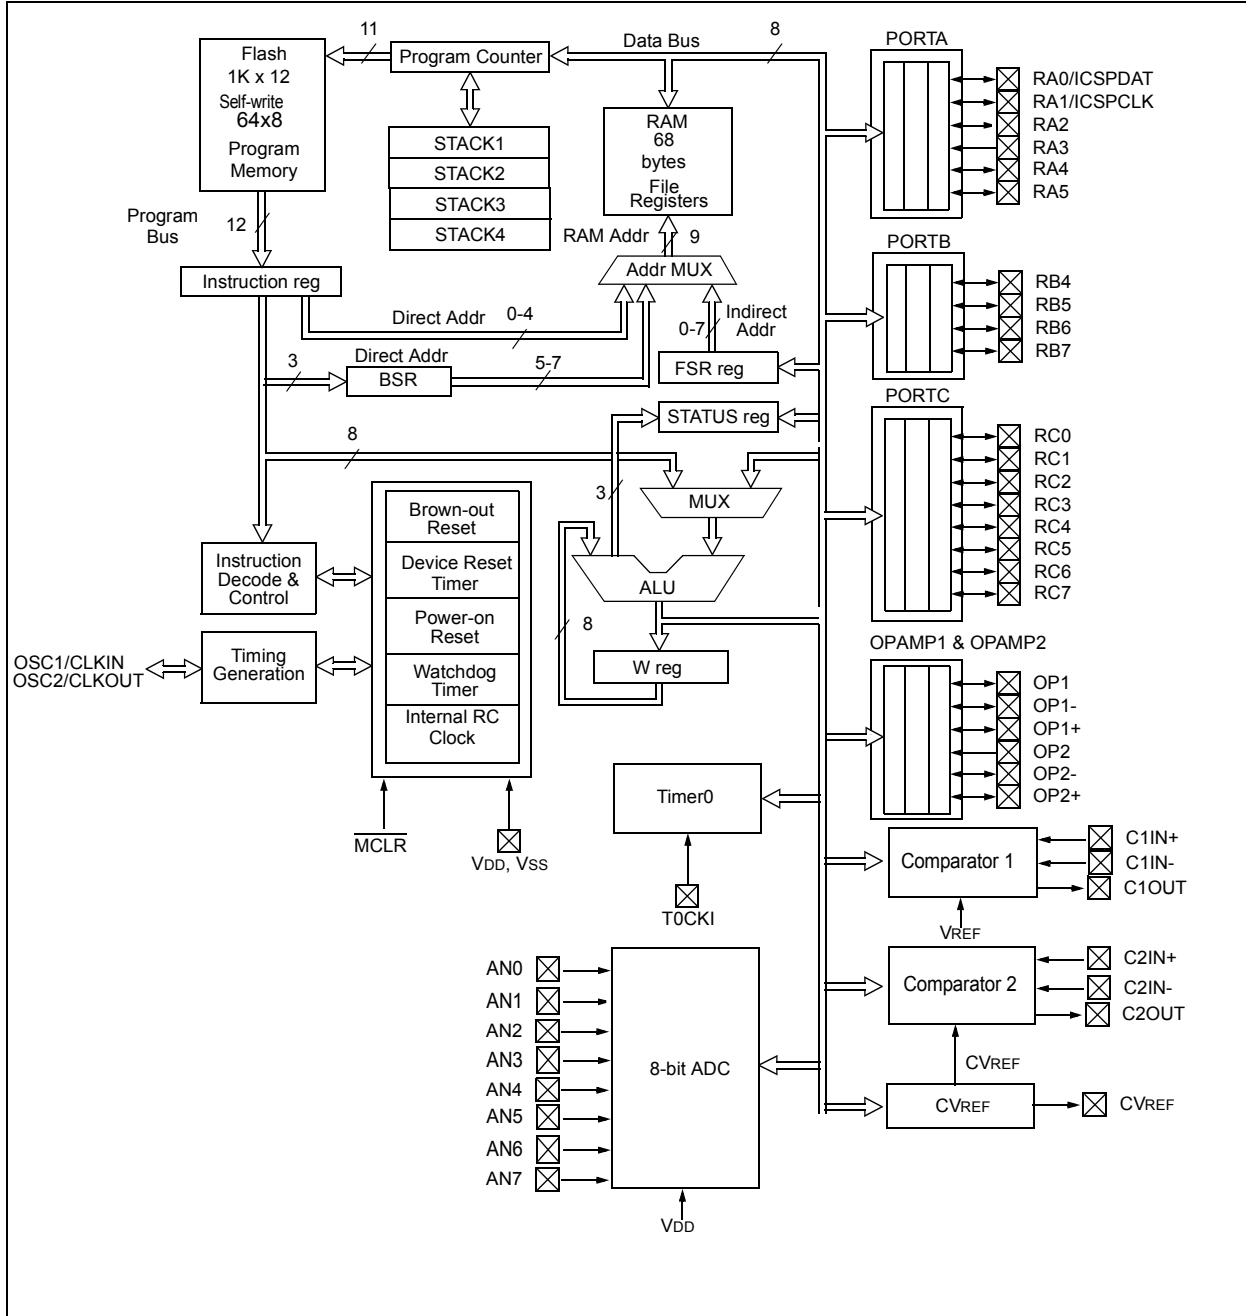 11
Data Bus
8
Flash
1K x 12
Self-write
64x8
Program
Memory
Program Counter
STACK1
STACK2
STACK3
STACK4
RAM
68
bytes
File
Registers
PORTA
RA0/ICSPDAT
RA1/ICSPCLK
RA2
RA3
RA4
RA5
Program
Bus
12
RAM Addr
9
Addr MUX
Instruction reg
Direct Addr
0-4
0-7
Indirect
Addr
PORTB
RB4
RB5
RB6
RB7
3
Direct Addr
BSR
5-7
FSR reg
STATUS reg
PORTC
RC0
RC1
RC2
RC3
RC4
RC5
RC6
RC7
8
3
MUX
ALU
8
W reg
Instruction
Decode &
Control
Timing
Generation
OSC1/CLKIN
OSC2/CLKOUT
Brown-out
Reset
Device Reset
Timer
Power-on
Reset
Watchdog
Timer
Internal RC
Clock
MCLR
VDD, VSS
OPAMP1 & OPAMP2
OP1
OP1-
OP1+
OP2
OP2-
OP2+
Timer0
T0CKI
Comparator 1
C1IN+
C1IN-
C1OUT
VREF
Comparator 2
C2IN+
C2IN-
C2OUT
CVREF
CVREF
CVREF
AN0
AN1
AN2
AN3
AN4
AN5
AN6
AN7
8-bit ADC
VDD